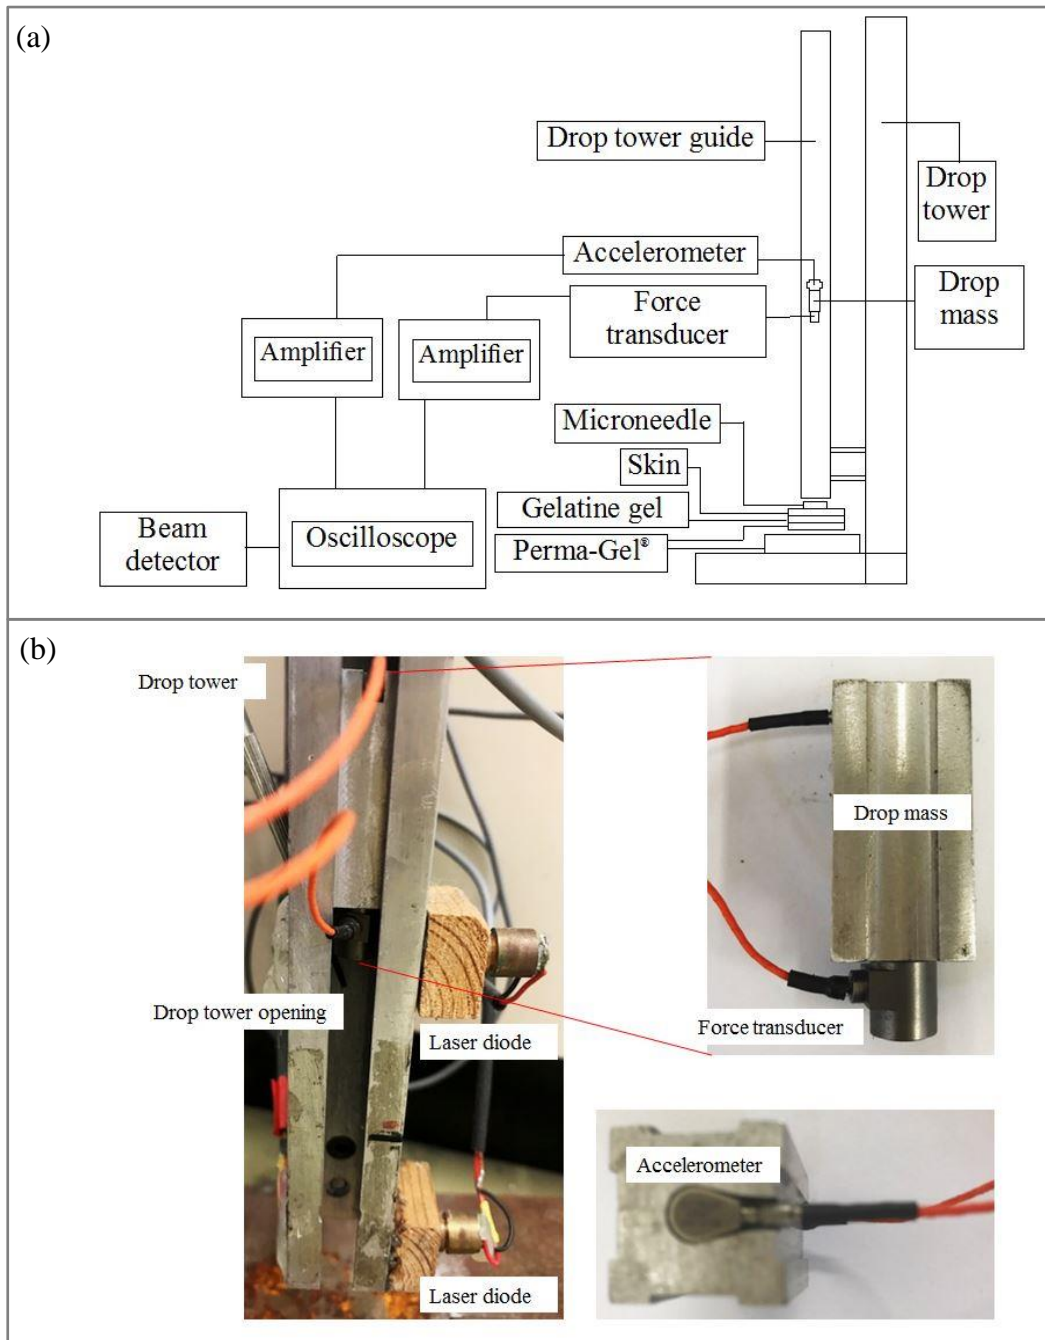 (a)
Drop tower guide
Drop
tower
Accelerometer
Drop
mass
Force
transducer
Amplifier
Amplifier
Microneedle
Skin
Gelatine gel
Perma-Gel®
Oscilloscope
Beam
detector
(b)
Drop tower
Drop mass
Drop tower opening
Laser diode
Force transducer
Accelerometer
Laser diode